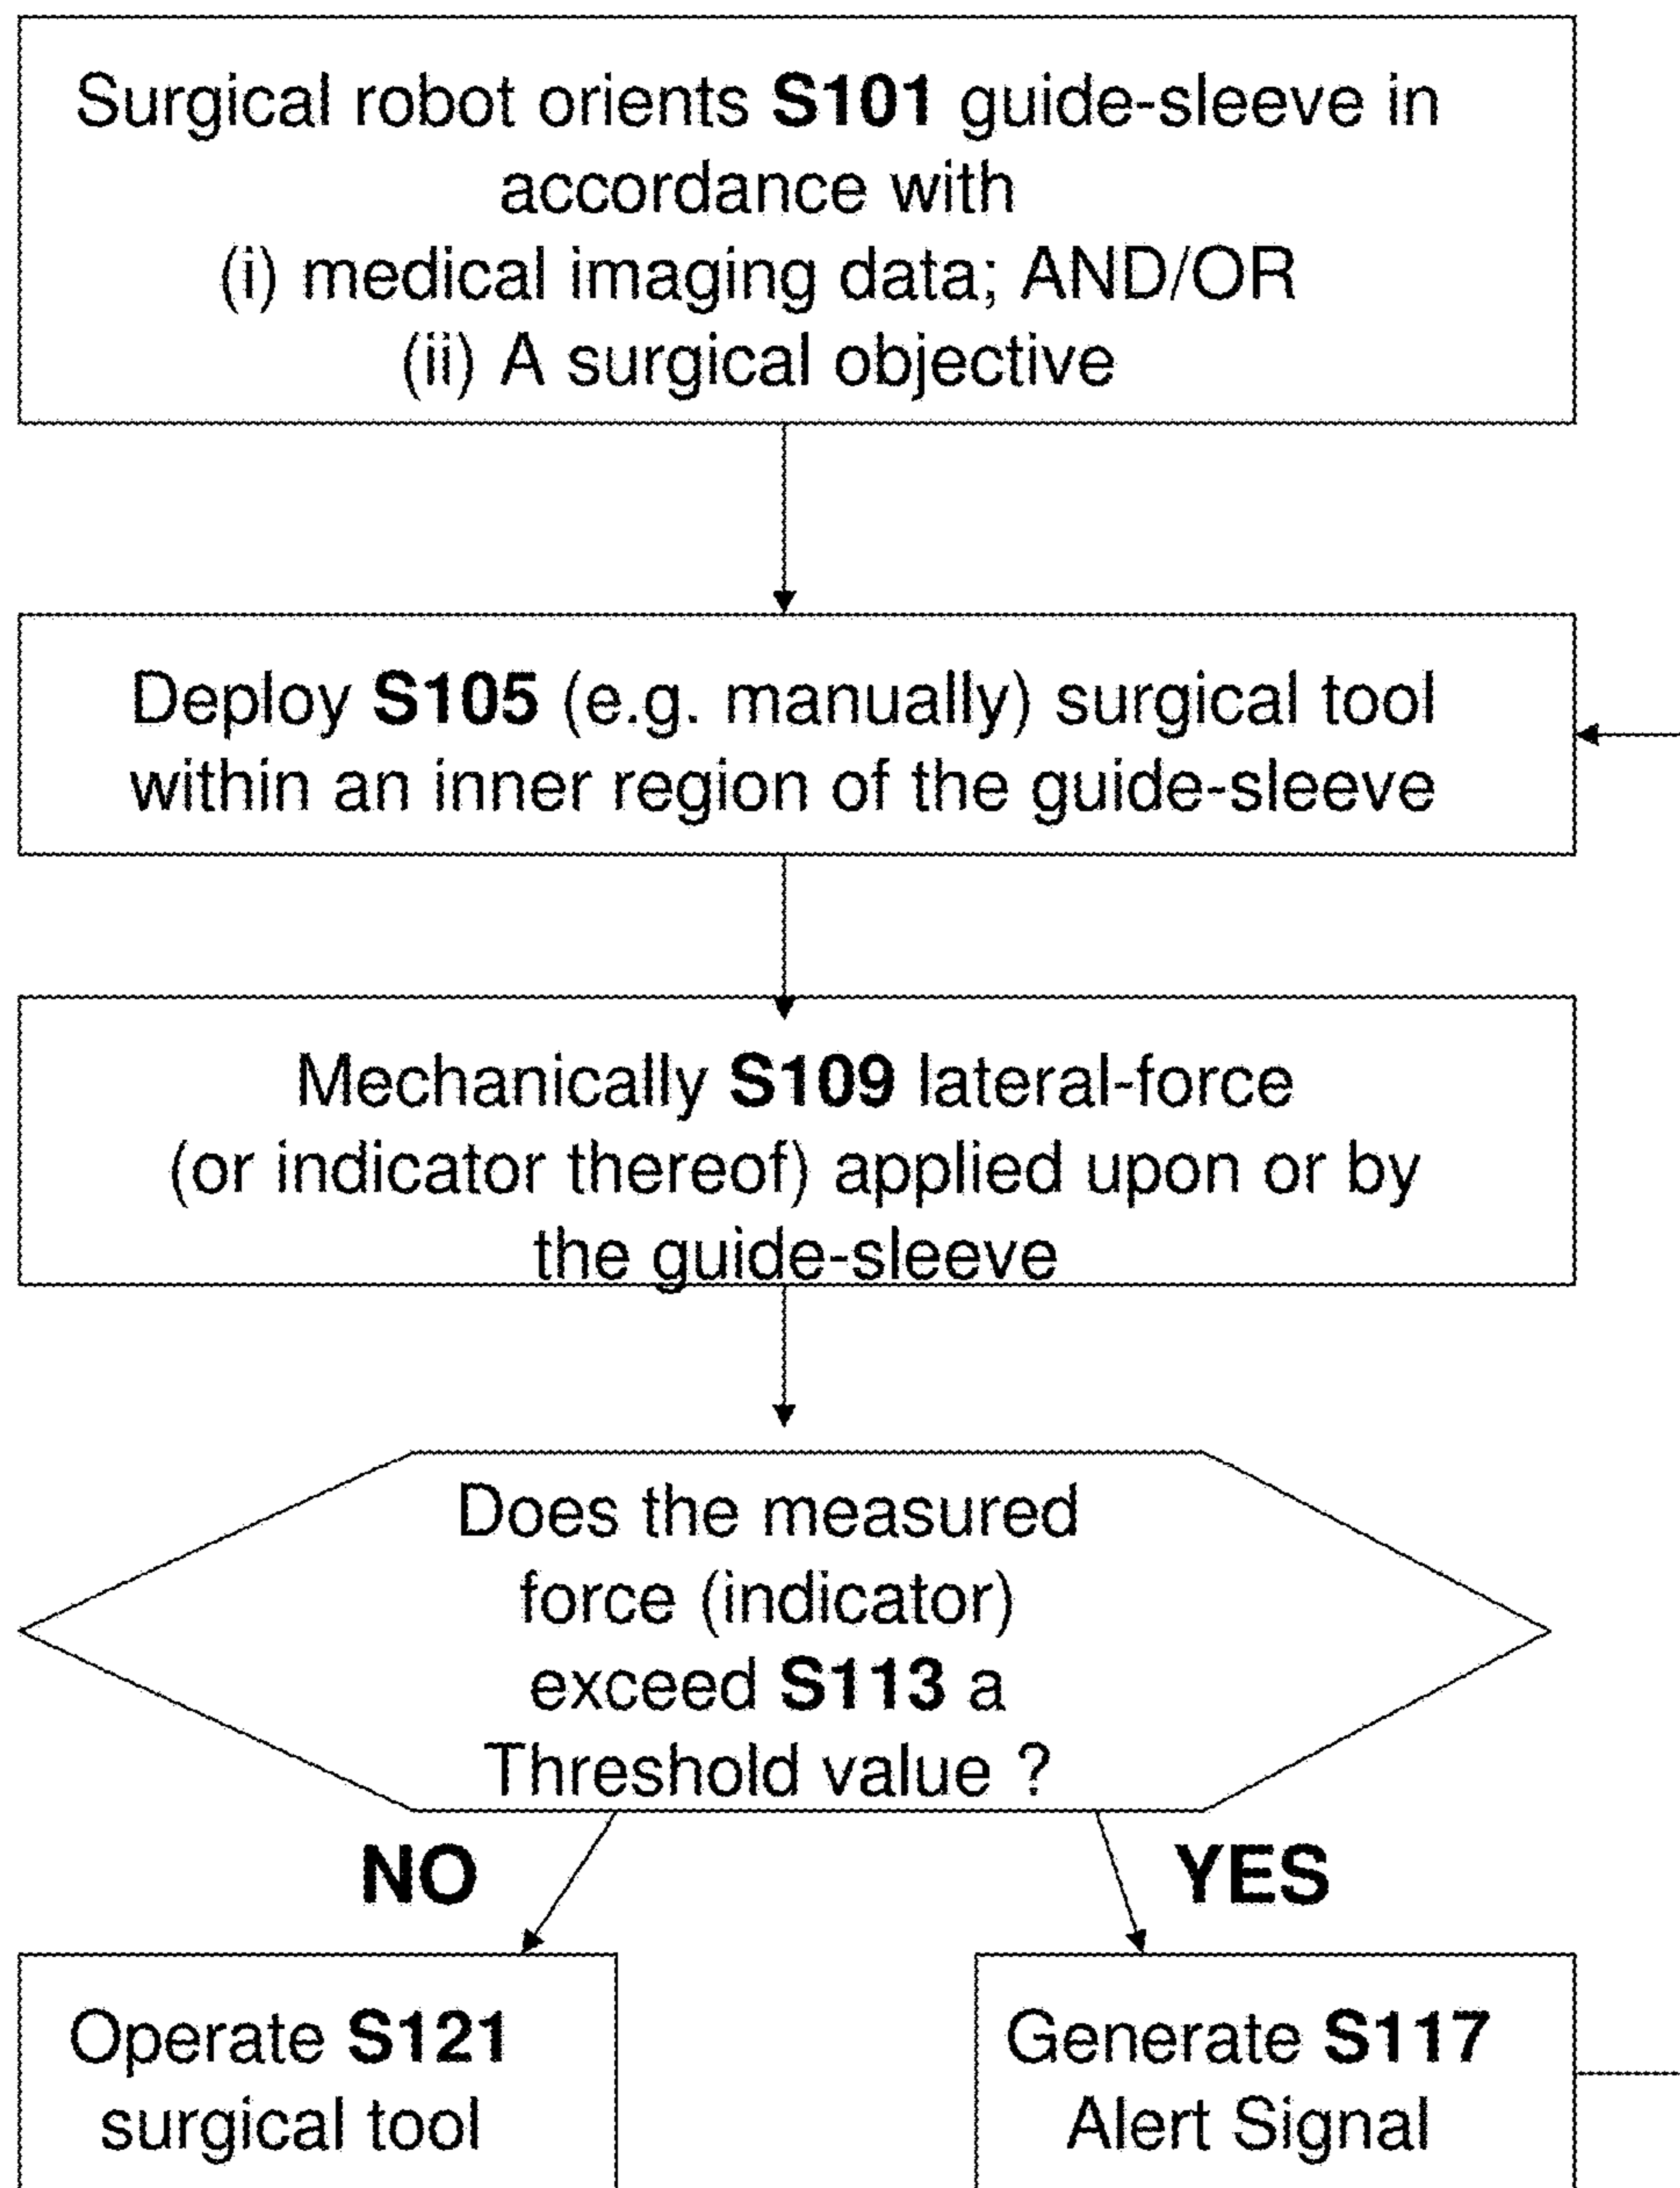 Surgical robot orients S101 guide-sleeve in
accordance with
(i) medical imaging data; AND/OR
(ii) A surgical objective
Deploy S105 (e.g. manually) surgical tool
within an inner region of the guide-sleeve
Mechanically S109 lateral-force
(or indicator thereof) applied upon or by
the guide-sleeve
Does the measured
force (indicator)
exceed S113 a
Threshold value ?
NO
YES
Operate S121
surgical tool
Generate S117
Alert Signal